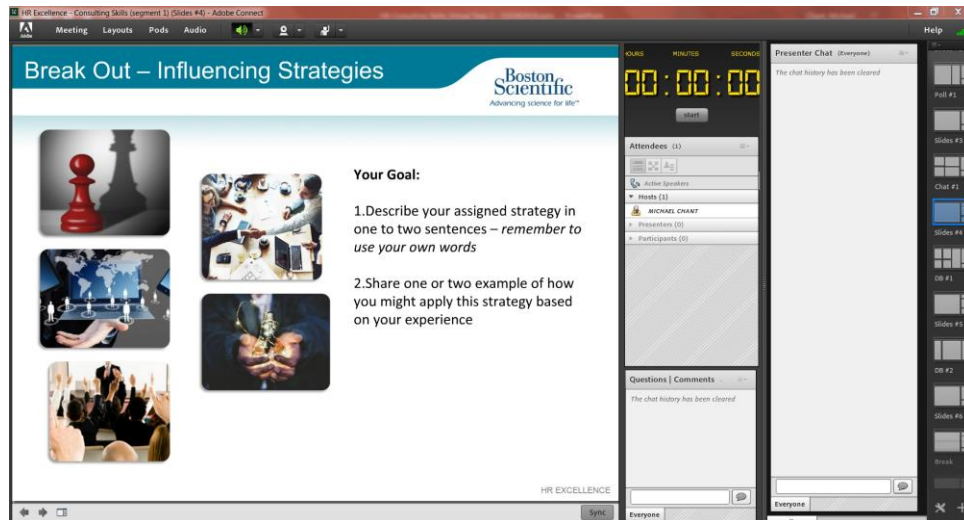 HR Excellence - Consulting Skills (segment 1) (Slides #4) - Adobe Connect
Adobe
Meeting Layouts Pods Audio
Help
Break Out – Influencing Strategies
Boston
Scientific
Advancing science for life™
Your Goal:
1.Describe your assigned strategy in
one to two sentences – remember to
use your own words
2.Share one or two example of how
you might apply this strategy based
on your experience
HR EXCELLENCE
Sync
HOURS MINUTES SECONDS
00:00:00
start
Attendees (1)
Active Speakers
Hosts (1)
MICHAEL CHANT
Presenters (0)
Participants (0)
Questions | Comments
The chat history has been cleared
Everyone
Presenter Chat (Everyone)
The chat history has been cleared
Everyone
Poll #1
Slides #3
Chat #1
Slides #4
DB #1
Slides #5
DB #2
Slides #6
Break